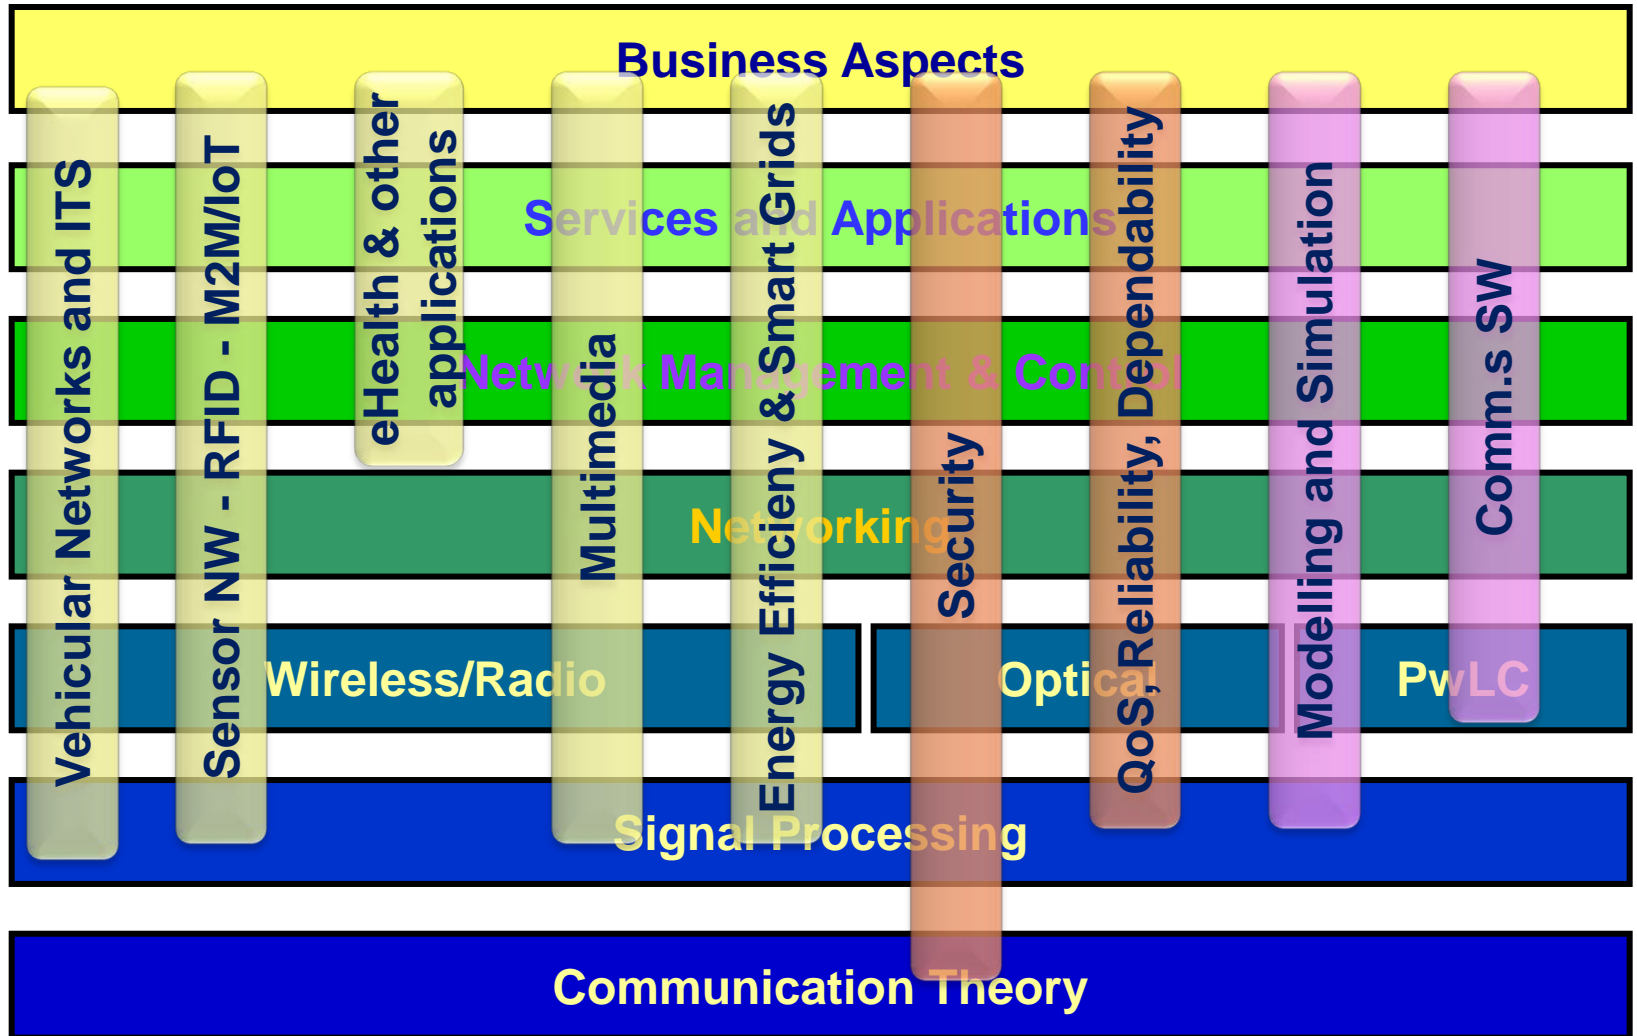 Business Aspects
Services and Applications
Network Management & Control
Networking
Wireless/Radio
Optical
PwLC
Signal Processing
Communication Theory
Vehicular Networks and ITS
Sensor NW - RFID - M2M/IoT
eHealth & other
applications
Multimedia
Energy Efficieny & Smart Grids
Security
QoS, Reliability, Dependability
Modelling and Simulation
Comm.s SW